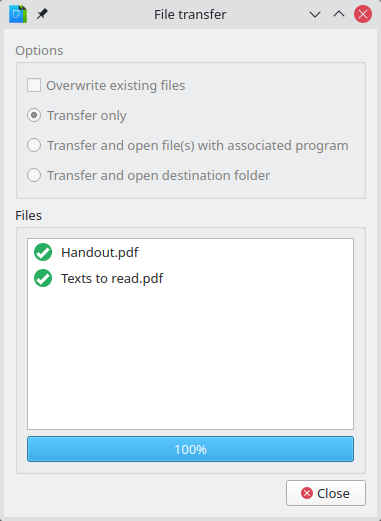 File transfer
Options
Overwrite existing files
Transfer only
Transfer and open file(s) with associated program
Transfer and open destination folder
Files
Handout.pdf
Texts to read.pdf
100%
Close